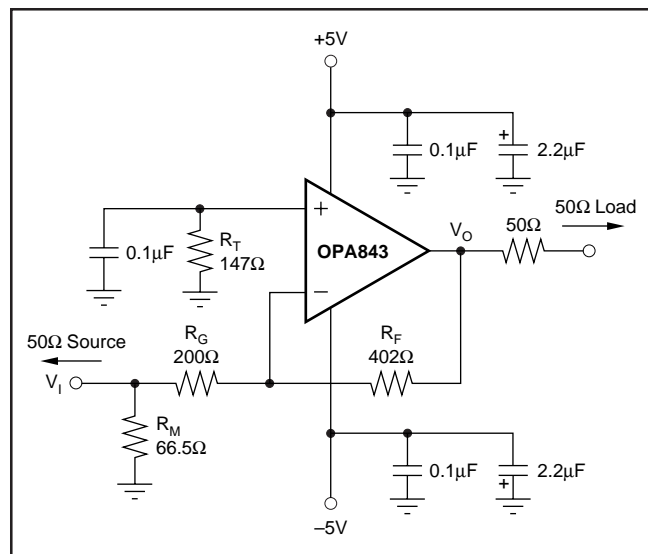 +5V
0.1µF
+
2.2µF
+
OPA843
−
0.1µF
R_T
147Ω
V_O
50Ω
50Ω Load
50Ω Source
V_I
R_G
200Ω
R_F
402Ω
R_M
66.5Ω
0.1µF
+
2.2µF
−5V